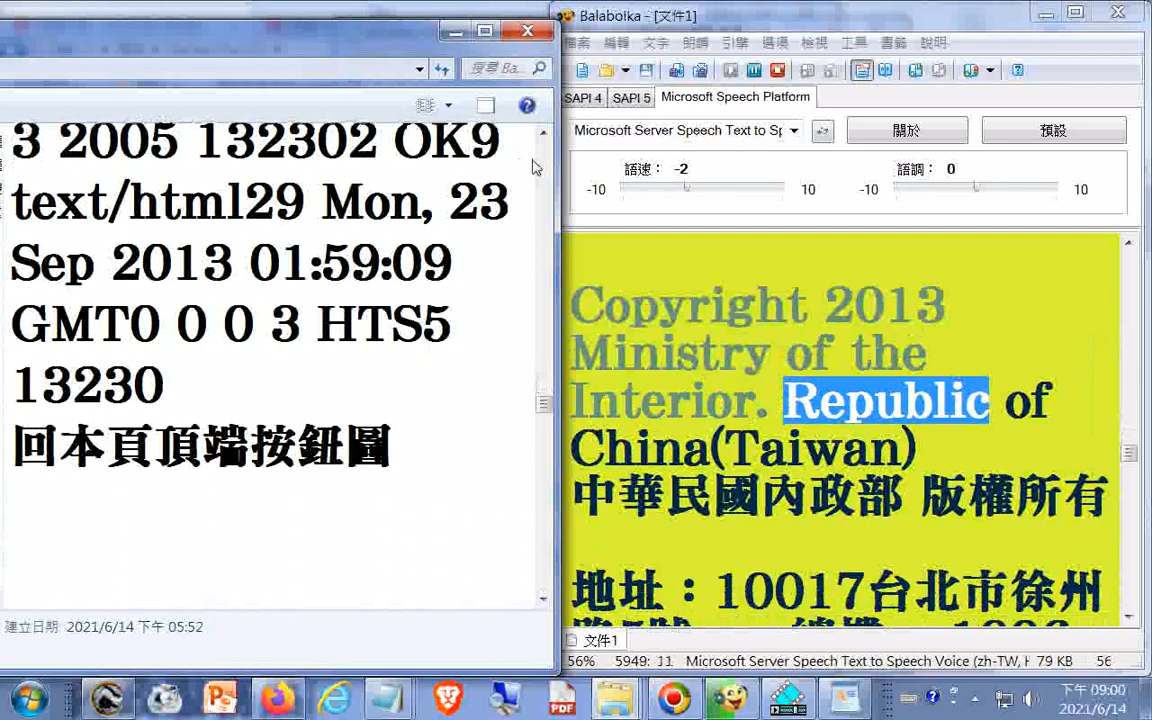 Balaboika - [文件1]
檔案 編輯 文字 朗讀 引擎 選項 檢視 工具 書籤 說明
搜尋 Ba...
SAPI 4 SAPI 5 Microsoft Speech Platform
Microsoft Server Speech Text to Sp
關於 預設
語速： -2 語調： 0
-10 10 -10 10
3 2005 132302 OK9
text/html29 Mon, 23
Sep 2013 01:59:09
GMT0 0 0 3 HTS5
13230
回本頁頂端按鈕圖
建立日期: 2021/6/14 下午 05:52
Copyright 2013
Ministry of the
Interior. Republic of
China(Taiwan)
中華民國內政部 版權所有
地址：10017台北市徐州
文件1
56% 5949: 11 Microsoft Server Speech Text to Speech Voice (zh-TW, H 79 KB 56
PDF
下午 09:00
2021/6/14